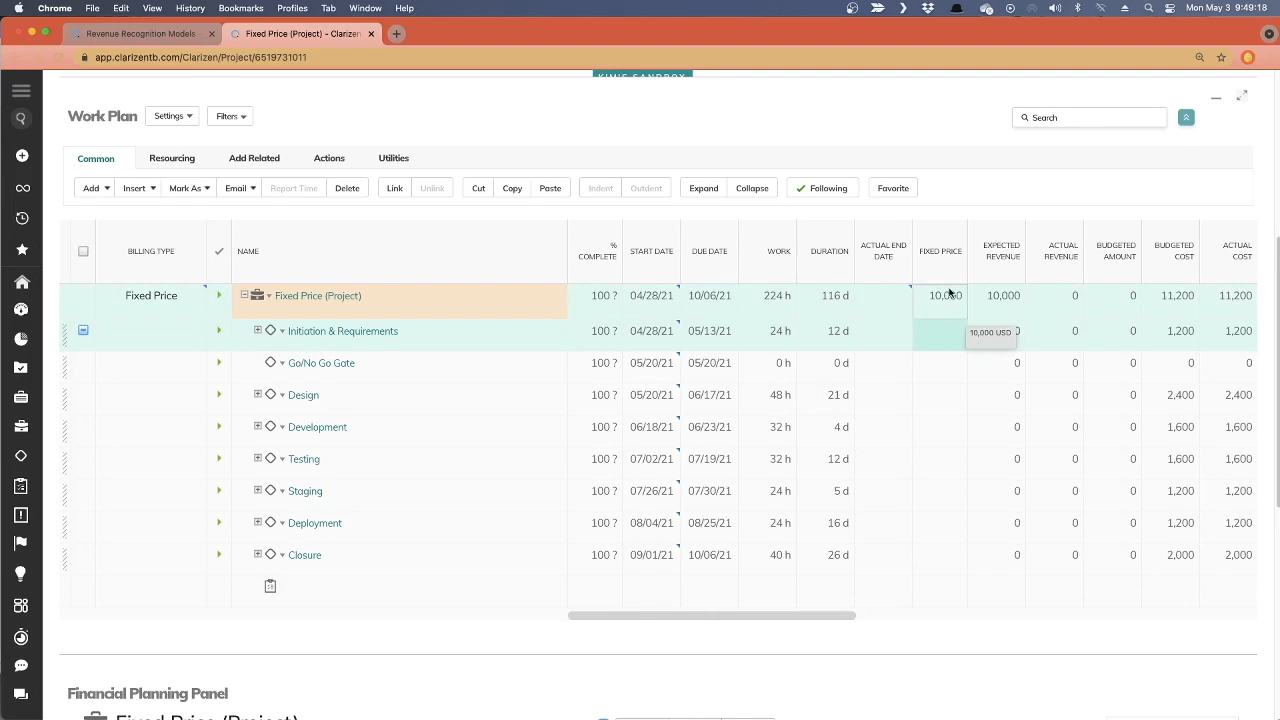 Chrome File Edit View History Bookmarks Profiles Tab Window Help Mon May 3 9:49:18
Revenue Recognition Models - Fixed Price (Project) - Clarizen
app.clarizentb.com/Clarizen/Project/6519731011
KIM'S SANDBOX
Work Plan Settings Filters Search
Common Resourcing Add Related Actions Utilities
Add Insert Mark As Email Report Time Delete Link Unlink Cut Copy Paste Indent Outdent Expand Collapse Following Favorite
BILLING TYPE NAME % COMPLETE START DATE DUE DATE WORK DURATION ACTUAL END DATE FIXED PRICE EXPECTED REVENUE ACTUAL REVENUE BUDGETED AMOUNT BUDGETED COST ACTUAL COST
Fixed Price Fixed Price (Project) 100 ? 04/28/21 10/06/21 224 h 116 d 10,000 10,000 0 0 11,200 11,200
Initiation & Requirements 100 ? 04/28/21 05/13/21 24 h 12 d 0 0 0 1,200 1,200
10,000 USD
Go/No Go Gate 100 ? 05/20/21 05/20/21 0 h 0 d 0 0 0 0 0
Design 100 ? 05/20/21 06/17/21 48 h 21 d 0 0 0 2,400 2,400
Development 100 ? 06/18/21 06/23/21 32 h 4 d 0 0 0 1,600 1,600
Testing 100 ? 07/02/21 07/19/21 32 h 12 d 0 0 0 1,600 1,600
Staging 100 ? 07/26/21 07/30/21 24 h 5 d 0 0 0 1,200 1,200
Deployment 100 ? 08/04/21 08/25/21 24 h 16 d 0 0 0 1,200 1,200
Closure 100 ? 09/01/21 10/06/21 40 h 26 d 0 0 0 2,000 2,000
Financial Planning Panel
Fixed Price (Project)